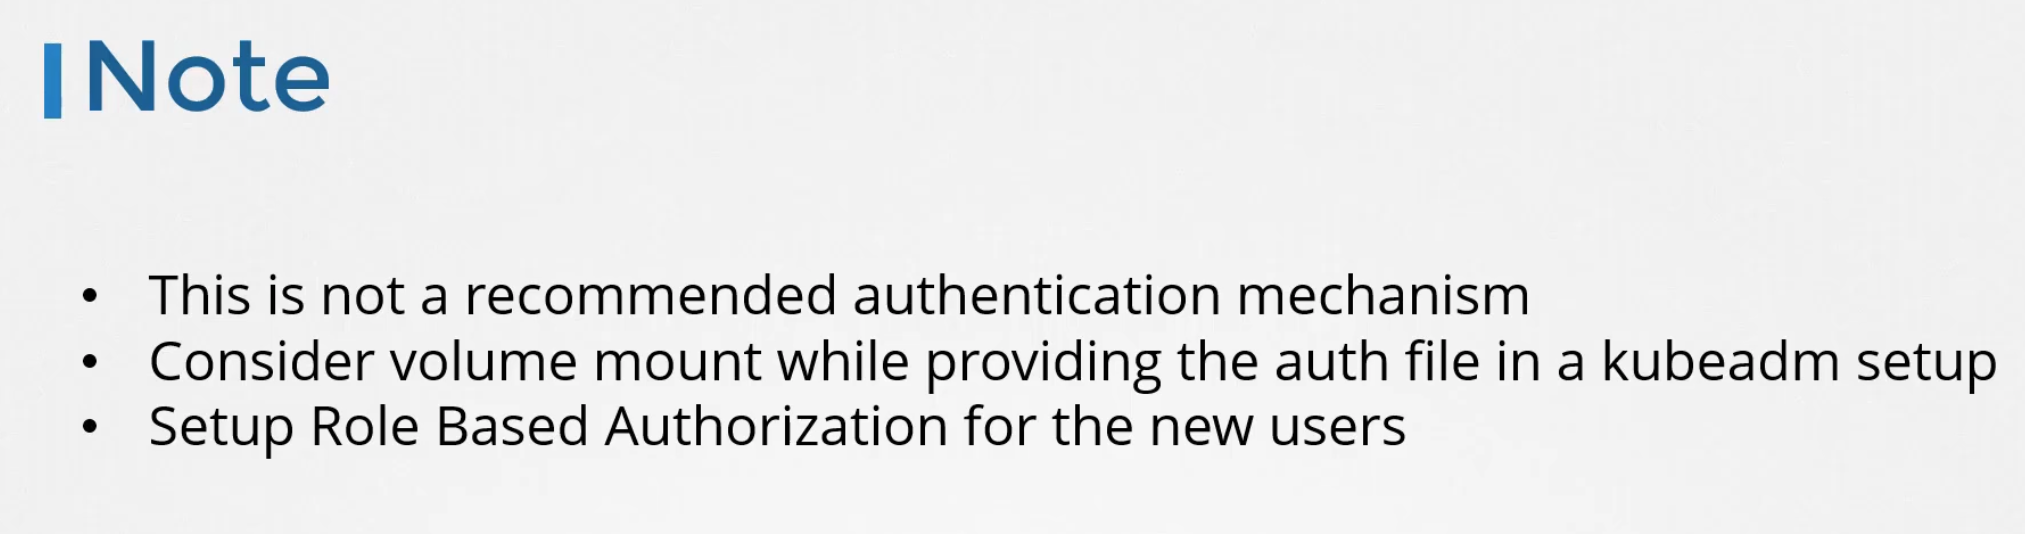 Note
• This is not a recommended authentication mechanism
• Consider volume mount while providing the auth file in a kubeadm setup
• Setup Role Based Authorization for the new users